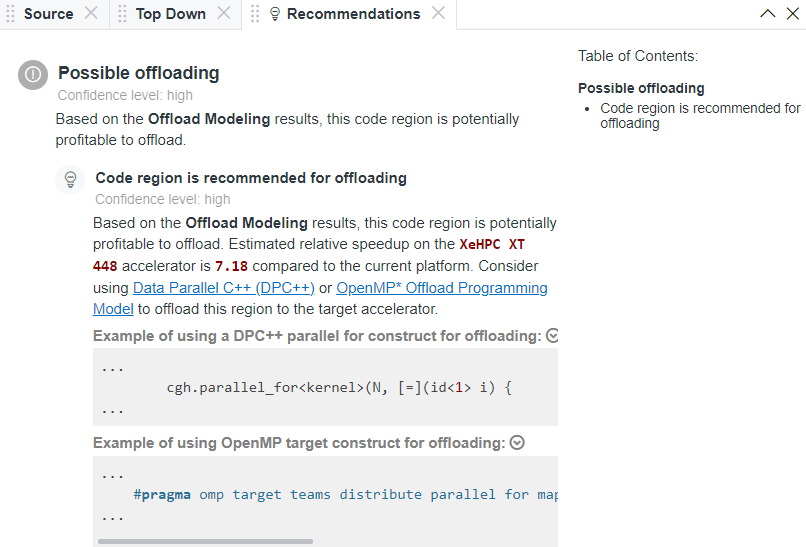 Source Top Down Recommendations
Possible offloading
Confidence level: high
Based on the Offload Modeling results, this code region is potentially
profitable to offload.
Code region is recommended for offloading
Confidence level: high
Based on the Offload Modeling results, this code region is potentially
profitable to offload. Estimated relative speedup on the XeHPC XT
448 accelerator is 7.18 compared to the current platform. Consider
using Data Parallel C++ (DPC++) or OpenMP* Offload Programming
Model to offload this region to the target accelerator.
Example of using a DPC++ parallel for construct for offloading:
...
cgh.parallel_for<kernel>(N, [=](id<1> i) {
...
Example of using OpenMP target construct for offloading:
...
#pragma omp target teams distribute parallel for map
...
Table of Contents:
Possible offloading
• Code region is recommended for
offloading